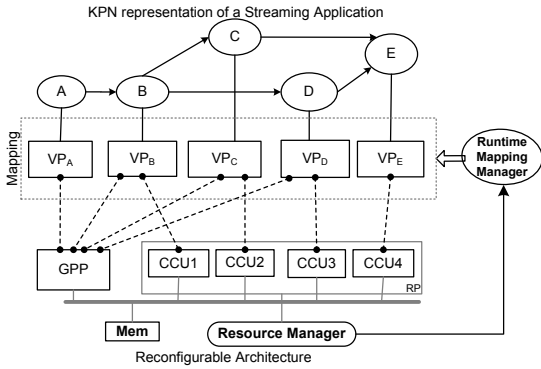 KPN representation of a Streaming Application
C
E
A
B
D
Mapping
VPA
VPB
VPC
VPD
VPE
Runtime
Mapping
Manager
GPP
CCU1
CCU2
CCU3
CCU4
RP
Mem
Resource Manager
Reconfigurable Architecture